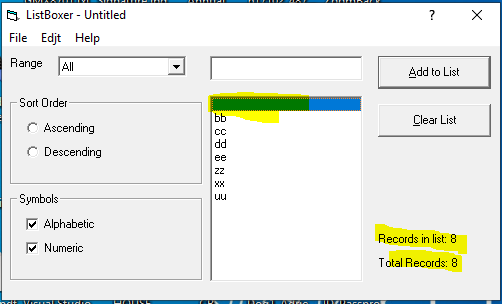 ListBoxer - Untitled
File Edjt Help
Range All Add to List
Sort Order
Ascending
Descending
Clear List
bb
cc
dd
ee
zz
xx
uu
Symbols
Alphabetic
Numeric
Records in list: 8
Total Records: 8